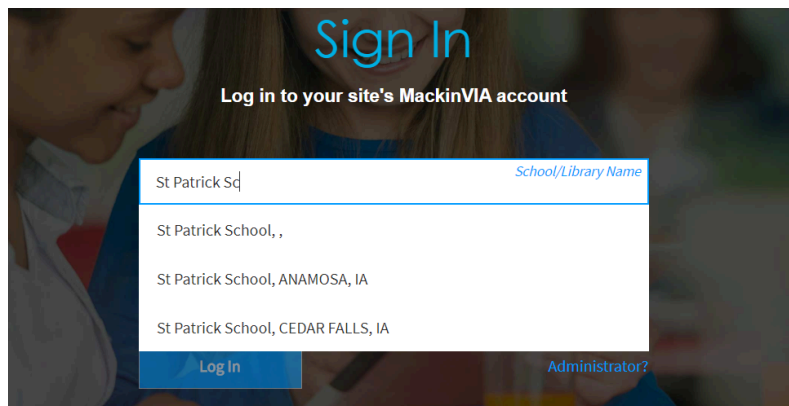 Sign In
Log in to your site's MackinVIA account
School/Library Name
St Patrick Sc
St Patrick School, ,
St Patrick School, ANAMOSA, IA
St Patrick School, CEDAR FALLS, IA
Log In
Administrator?